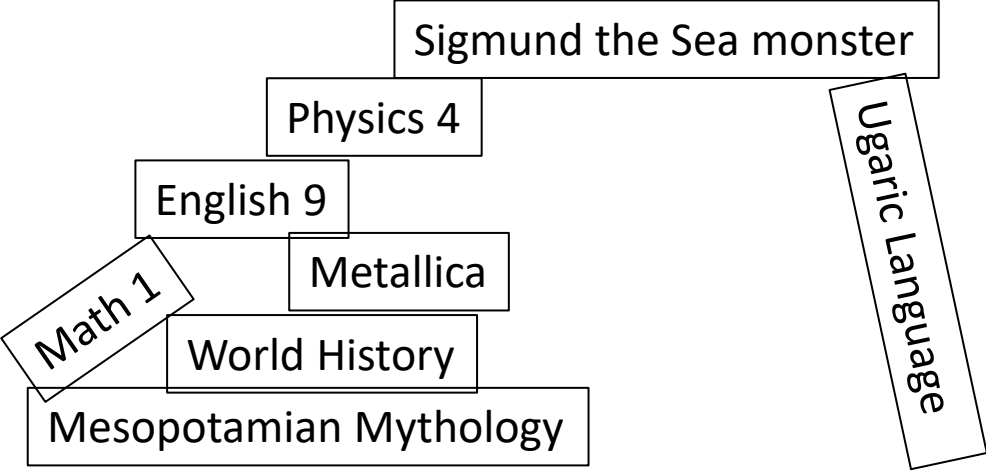 Sigmund the Sea monster
Physics 4
Ugaric Language
English 9
Metallica
Math 1
World History
Mesopotamian Mythology